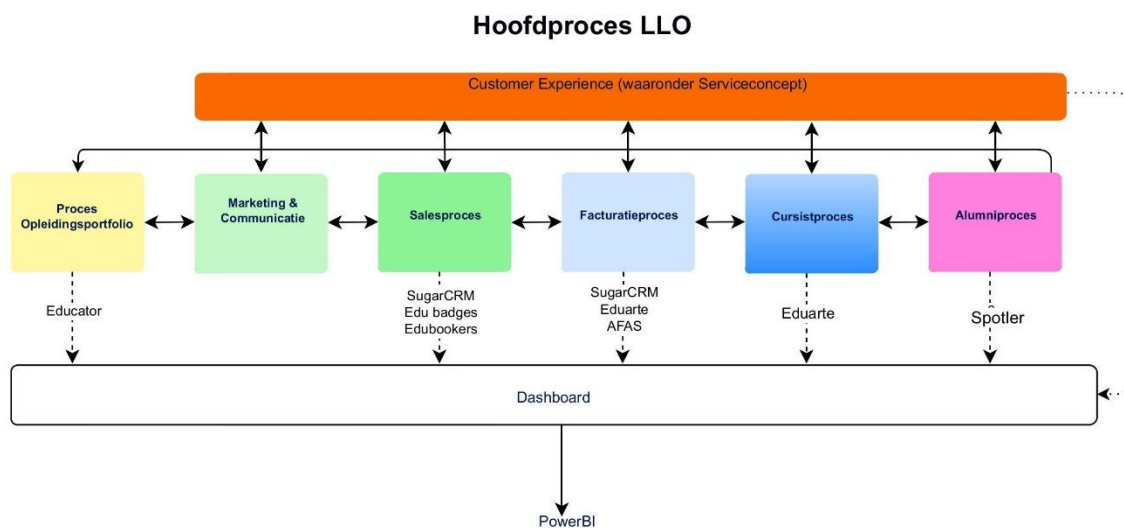 Hoofdproces LLO
Customer Experience (waaronder Serviceconcept)
Proces
Opleidingsportfolio
Marketing &
Communicatie
Salesproces
Facturatieproces
Cursistproces
Alumniproces
Educator
SugarCRM
Edu badges
Edubookers
SugarCRM
Eduarte
AFAS
Eduarte
Spotler
Dashboard
PowerBI